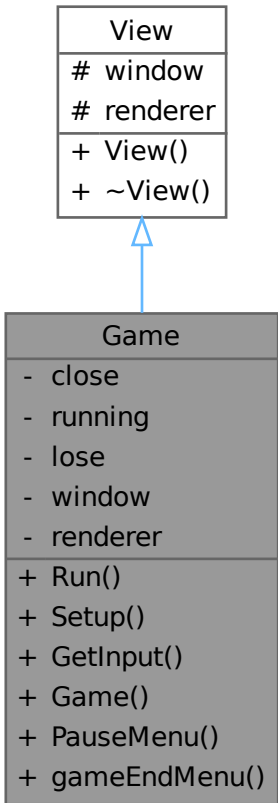 View
# window
# renderer
+ View()
+ ~View()
Game
- close
- running
- lose
- window
- renderer
+ Run()
+ Setup()
+ GetInput()
+ Game()
+ PauseMenu()
+ gameEndMenu()